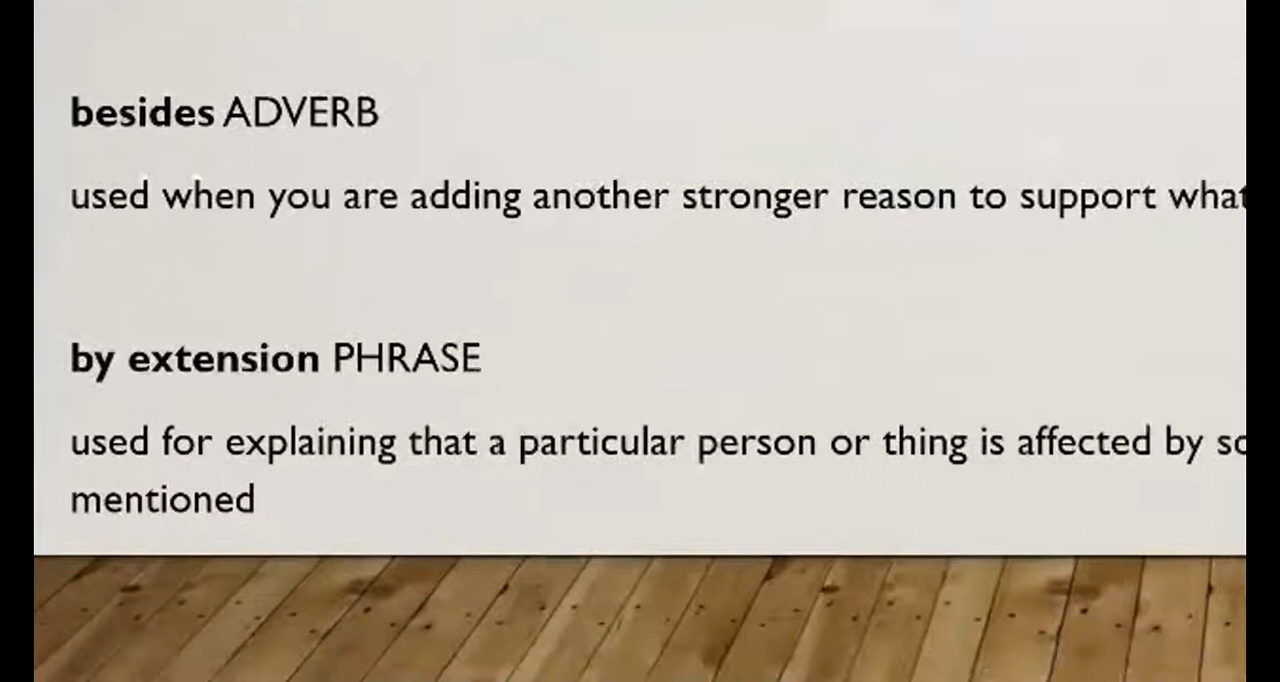 besides ADVERB
used when you are adding another stronger reason to support what
by extension PHRASE
used for explaining that a particular person or thing is affected by
mentioned